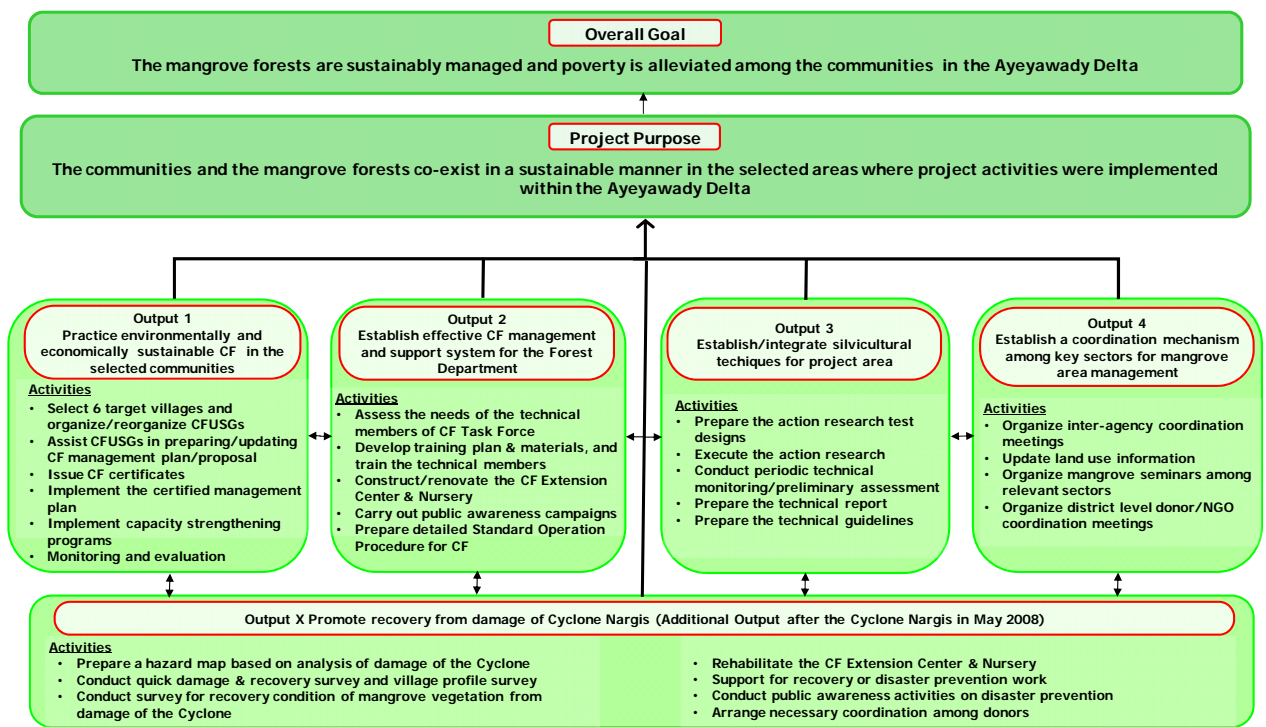 Overall Goal
The mangrove forests are sustainably managed and poverty is alleviated among the communities in the Ayeyawady Delta
Project Purpose
The communities and the mangrove forests co-exist in a sustainable manner in the selected areas where project activities were implemented
within the Ayeyawady Delta
Output 1
Practice environmentally and
economically sustainable CF in the
selected communities
Activities
• Select 6 target villages and
organize/reorganize CFUSGs
• Assist CFUSGs in preparing/updating
CF management plan/proposal
• Issue CF certificates
• Implement the certified management
plan
• Implement capacity strengthening
programs
• Monitoring and evaluation
Output 2
Establish effective CF management
and support system for the Forest
Department
Activities
• Assess the needs of the technical
members of CF Task Force
• Develop training plan & materials, and
train the technical members
• Construct/renovate the CF Extension
Center & Nursery
• Carry out public awareness campaigns
• Prepare detailed Standard Operation
Procedure for CF
Output 3
Establish/integrate silvicultural
techiques for project area
Activities
• Prepare the action research test
designs
• Execute the action research
• Conduct periodic technical
monitoring/preliminary assessment
• Prepare the technical report
• Prepare the technical guidelines
Output 4
Establish a coordination mechanism
among key sectors for mangrove
area management
Activities
• Organize inter-agency coordination
meetings
• Update land use information
• Organize mangrove seminars among
relevant sectors
• Organize district level donor/NGO
coordination meetings
Output X Promote recovery from damage of Cyclone Nargis (Additional Output after the Cyclone Nargis in May 2008)
Activities
• Prepare a hazard map based on analysis of damage of the Cyclone
• Conduct quick damage & recovery survey and village profile survey
• Conduct survey for recovery condition of mangrove vegetation from
damage of the Cyclone
• Rehabilitate the CF Extension Center & Nursery
• Support for recovery or disaster prevention work
• Conduct public awareness activities on disaster prevention
• Arrange necessary coordination among donors